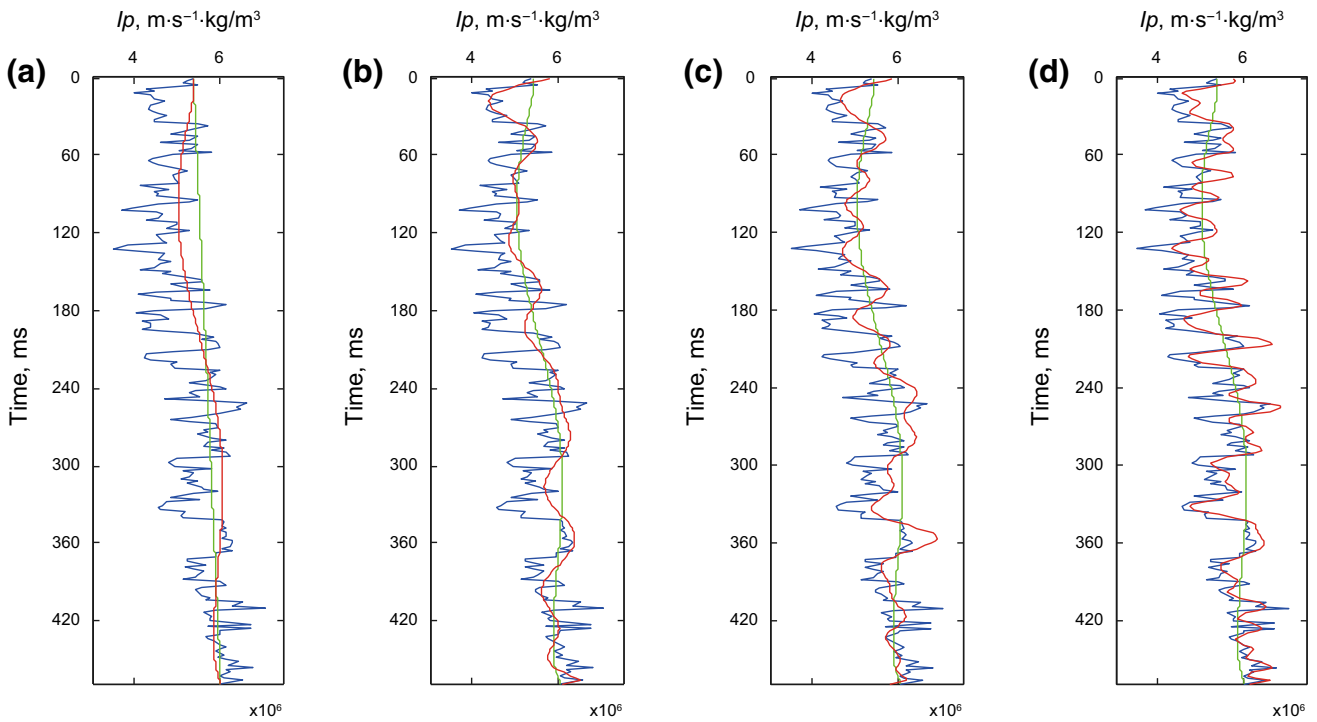 Ip, m·s⁻¹·kg/m³
Ip, m·s⁻¹·kg/m³
Ip, m·s⁻¹·kg/m³
Ip, m·s⁻¹·kg/m³
(a)
4
6
0
60
120
180
240
300
360
420
Time, ms
x10⁶
(b)
4
6
0
60
120
180
240
300
360
420
Time, ms
x10⁶
(c)
4
6
0
60
120
180
240
300
360
420
Time, ms
x10⁶
(d)
4
6
0
60
120
180
240
300
360
420
Time, ms
x10⁶